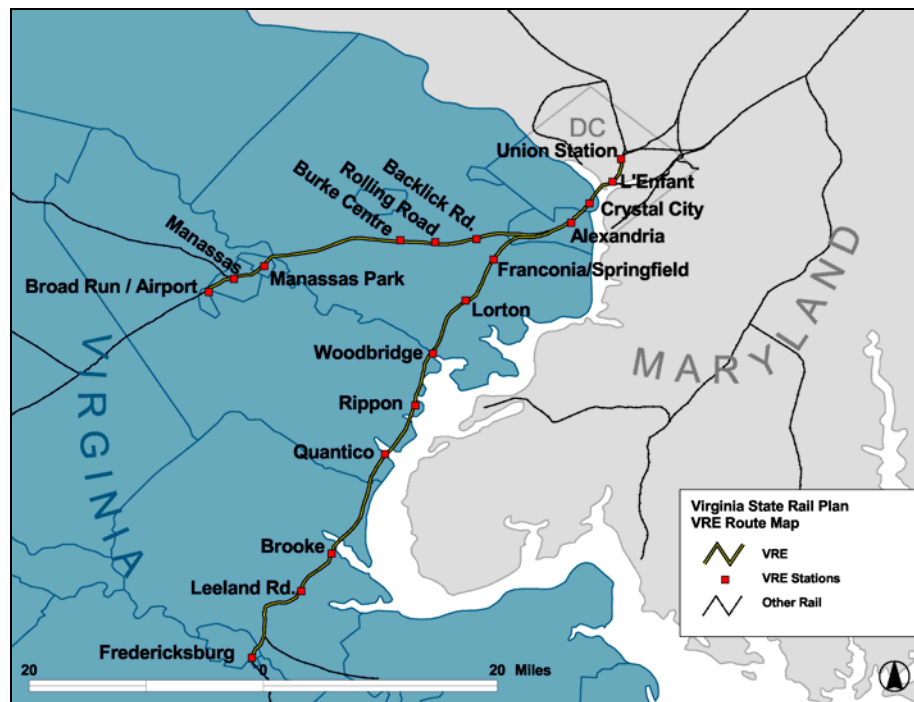 DC
Union Station
L'Enfant
Crystal City
Alexandria
Backlick Rd.
Rolling Road
Burke Centre
Manassas
Manassas Park
Broad Run / Airport
Franconia/Springfield
Lorton
Woodbridge
Rippon
Quantico
Brooke
Leeland Rd.
Fredericksburg
VIRGINIA
MARYLAND
Virginia State Rail Plan
VRE Route Map
VRE
VRE Stations
Other Rail
20 0 20 Miles